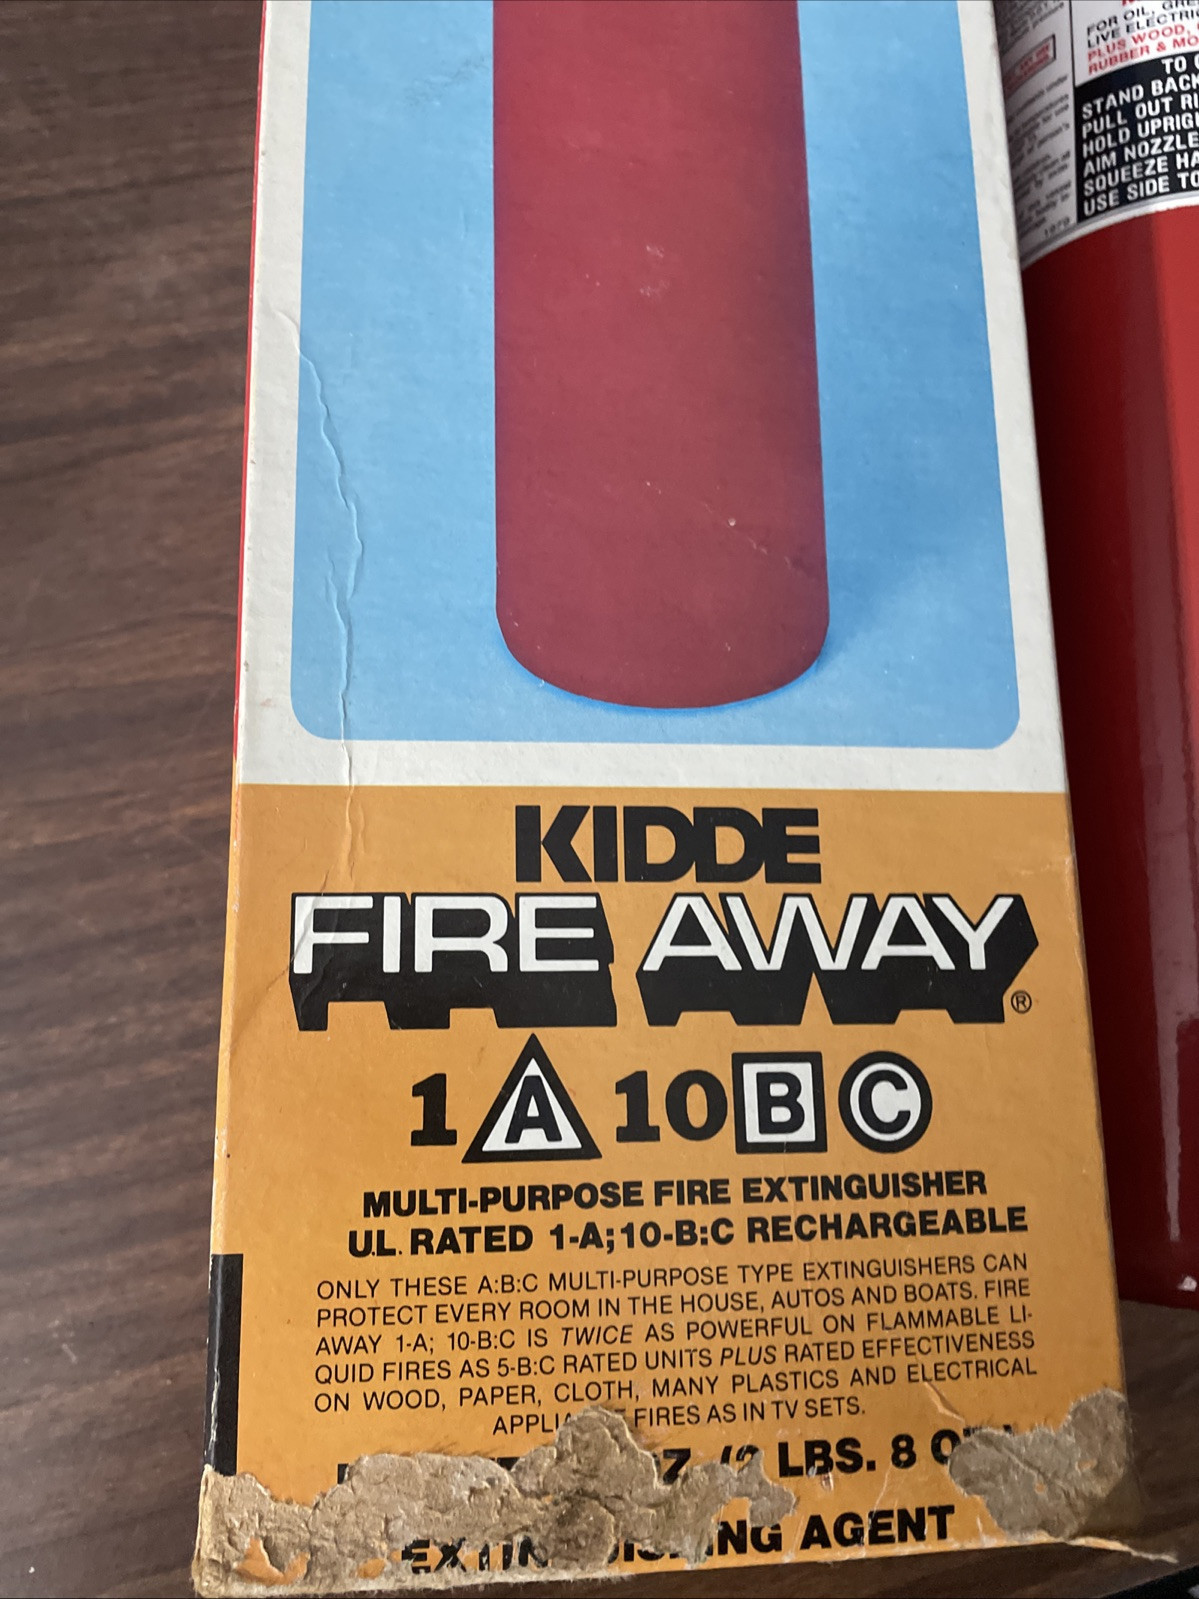 KIDDE
FIRE AWAY®
1 A 10 B C
MULTI-PURPOSE FIRE EXTINGUISHER
U.L. RATED 1-A; 10-B:C RECHARGEABLE
ONLY THESE A:B:C MULTI-PURPOSE TYPE EXTINGUISHERS CAN
PROTECT EVERY ROOM IN THE HOUSE, AUTOS AND BOATS. FIRE
AWAY 1-A; 10-B:C IS TWICE AS POWERFUL ON FLAMMABLE LI-
QUID FIRES AS 5-B:C RATED UNITS PLUS RATED EFFECTIVENESS
ON WOOD, PAPER, CLOTH, MANY PLASTICS AND ELECTRICAL
FIRES AS IN TV SETS.
LBS. 8
AGENT
FOR OIL,
LIVE
PLUS WOOD,
RUBBER &
TO
STAND BACK
PULL OUT
HOLD
AIM NOZZLE
SQUEEZE
USE SIDE TO
1979